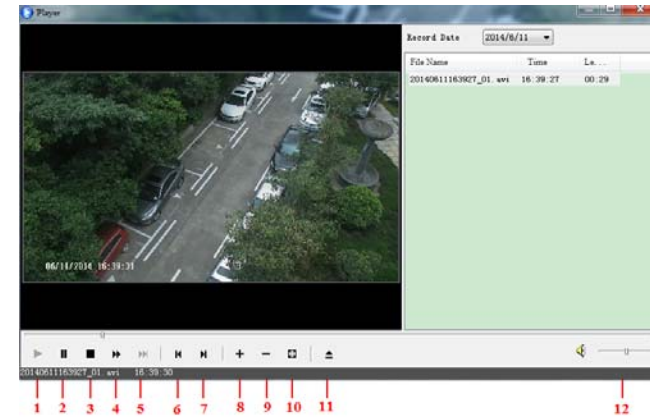 Player
Record Date 2014/6/11
File Name Time Le...
20140611163927_01.avi 16:39:27 00:29
06/11/2014 16:39:31
20140611163927_01.avi 16:39:30
1 2 3 4 5 6 7 8 9 10 11 12